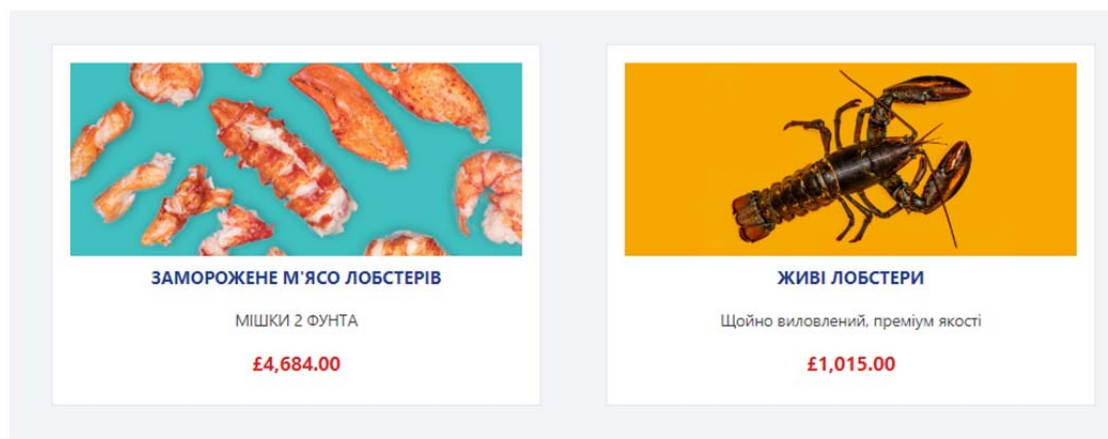 ЗАМОРОЖЕНЕ М'ЯСО ЛОБСТЕРІВ
МІШКИ 2 ФУНТА
£4,684.00
ЖИВІ ЛОБСТЕРИ
Щойно виловлений, преміум якості
£1,015.00